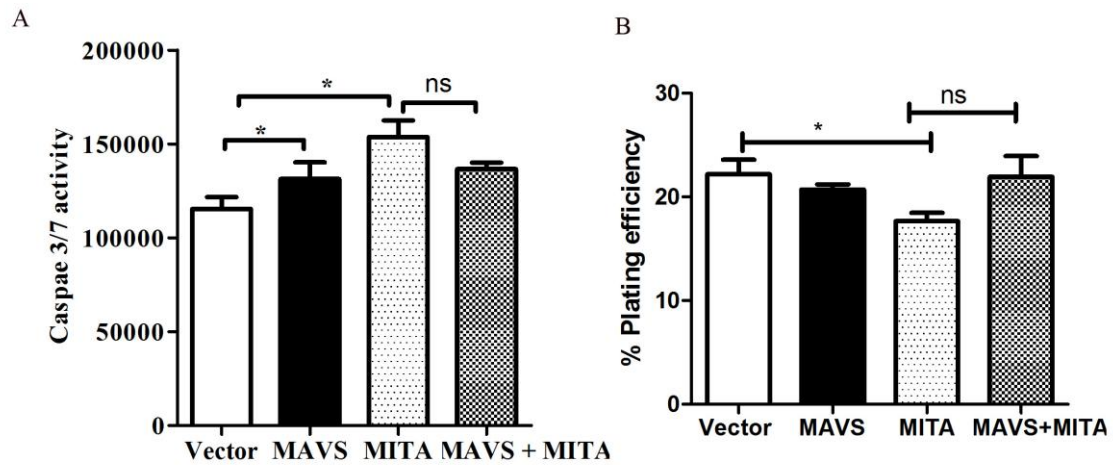 A
Caspae 3/7 activity
200000
150000
100000
50000
0
*
*
ns
Vector MAVS MITA MAVS + MITA
B
% Plating efficiency
30
20
10
0
*
ns
Vector MAVS MITA MAVS+MITA